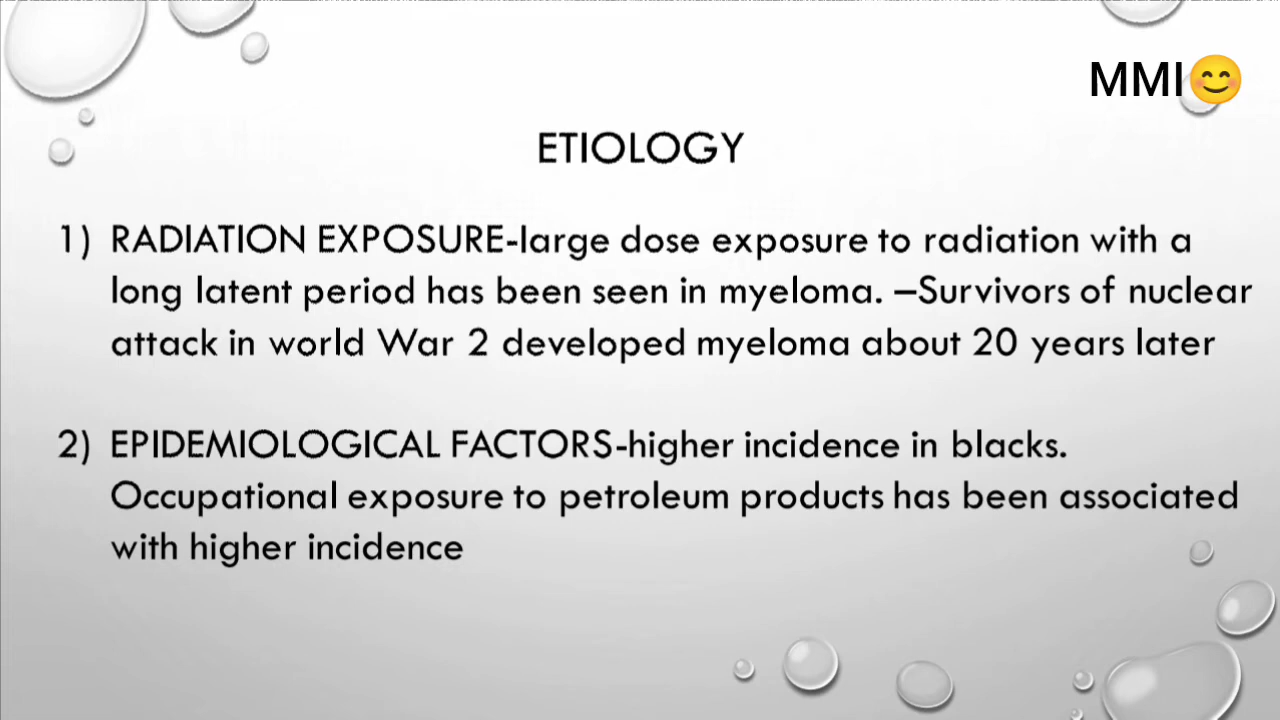 MMI😊
ETIOLOGY
1) RADIATION EXPOSURE-large dose exposure to radiation with a
long latent period has been seen in myeloma. –Survivors of nuclear
attack in world War 2 developed myeloma about 20 years later
2) EPIDEMIOLOGICAL FACTORS-higher incidence in blacks.
Occupational exposure to petroleum products has been associated
with higher incidence